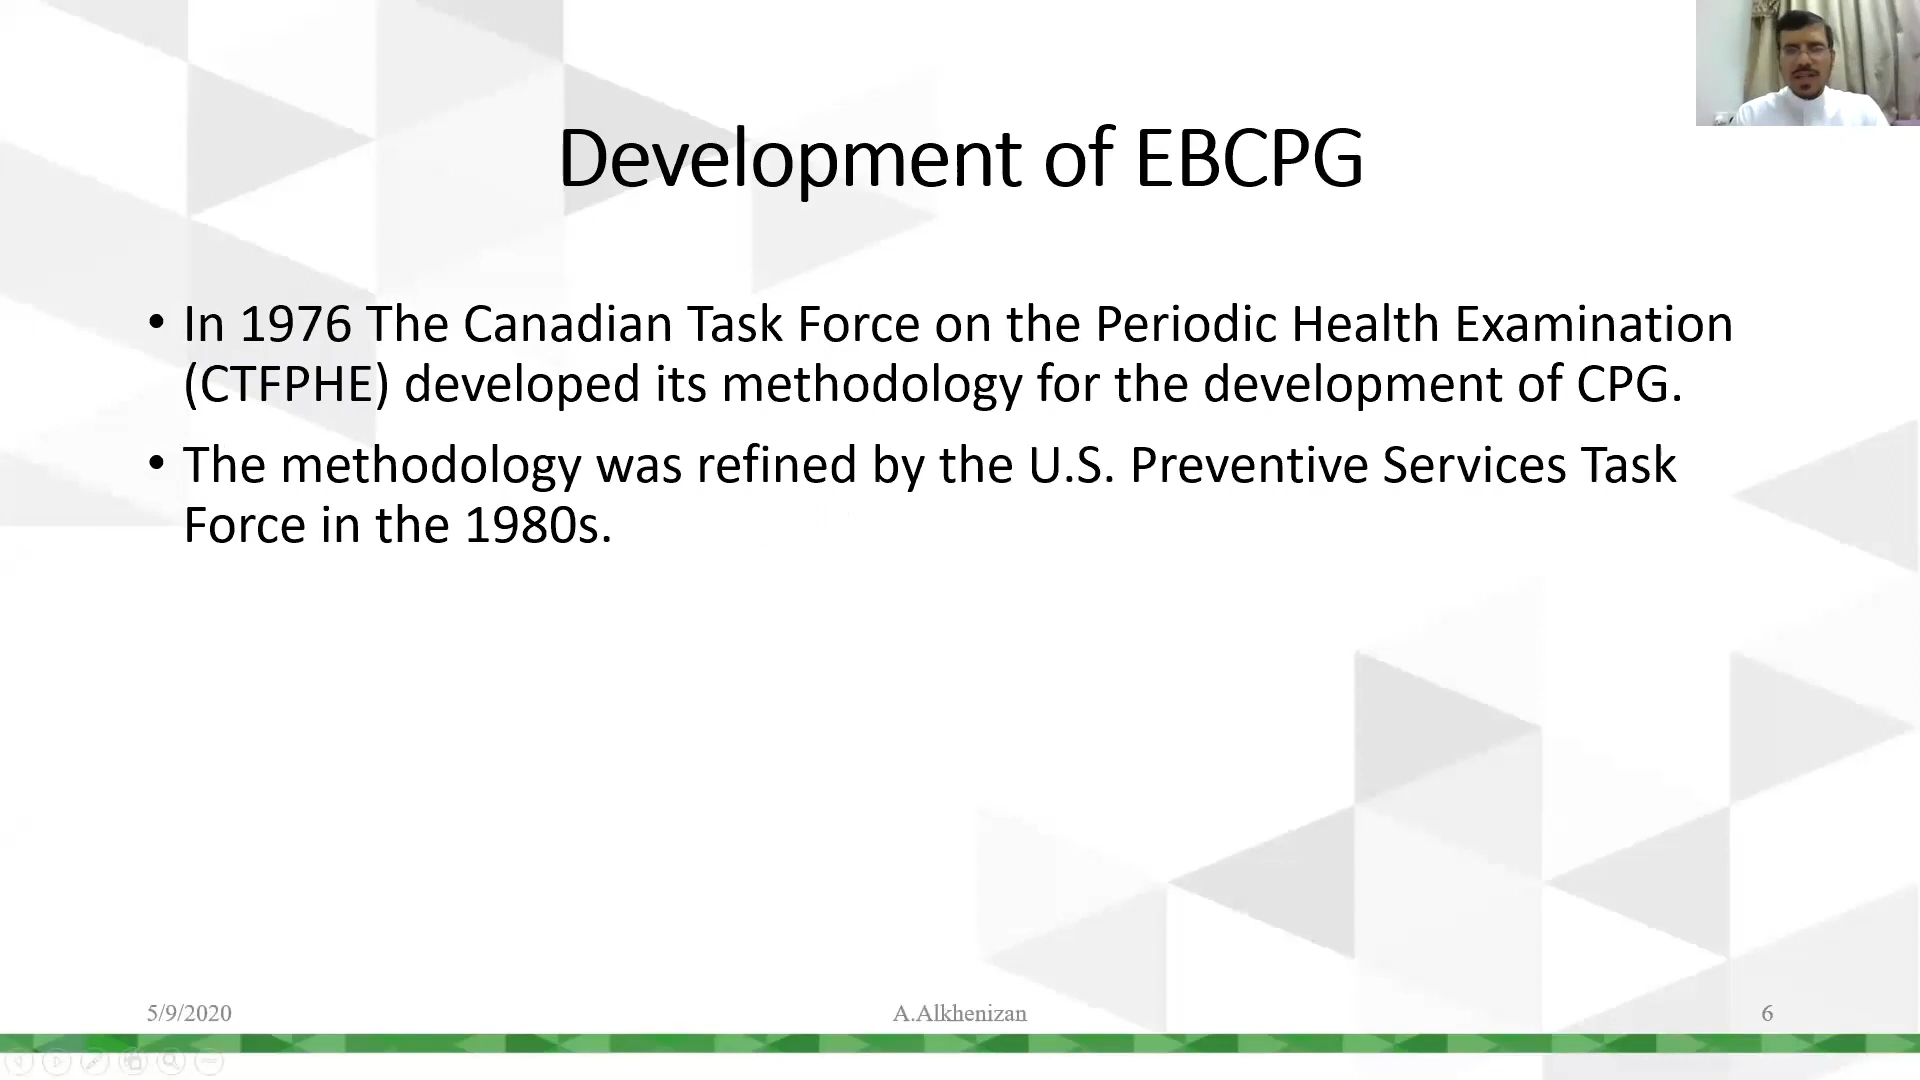 Development of EBCPG
• In 1976 The Canadian Task Force on the Periodic Health Examination
(CTFPHE) developed its methodology for the development of CPG.
• The methodology was refined by the U.S. Preventive Services Task
Force in the 1980s.
5/9/2020
A.Alkhenizan
6